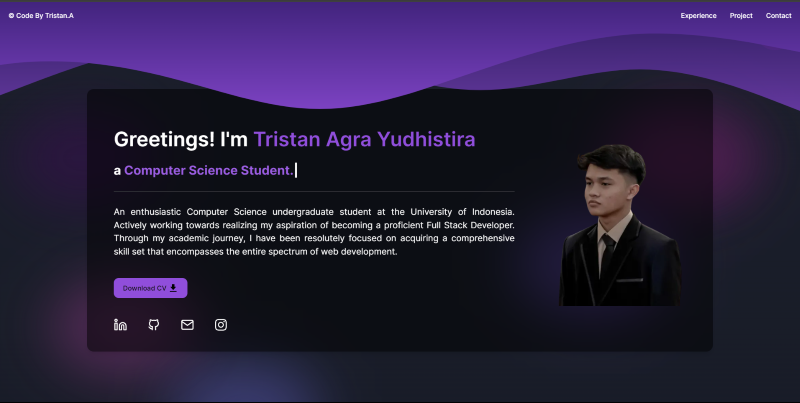 © Code By Tristan.A
Experience Project Contact
Greetings! I'm Tristan Agra Yudhistira
a Computer Science Student.
An enthusiastic Computer Science undergraduate student at the University of Indonesia.
Actively working towards realizing my aspiration of becoming a proficient Full Stack Developer.
Through my academic journey, I have been resolutely focused on acquiring a comprehensive
skill set that encompasses the entire spectrum of web development.
Download CV